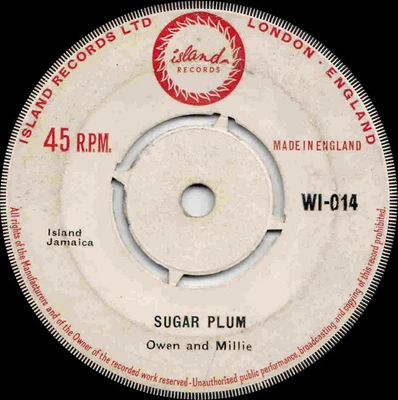 ISLAND RECORDS LTD LONDON · ENGLAND
island
RECORDS
45 R.P.M.
MADE IN ENGLAND
WI-014
Island
Jamaica
SUGAR PLUM
Owen and Millie
All rights of the Manufacturers and of the Owner of the recorded work reserved-Unauthorised public performance, broadcasting and copying of this record prohibited.